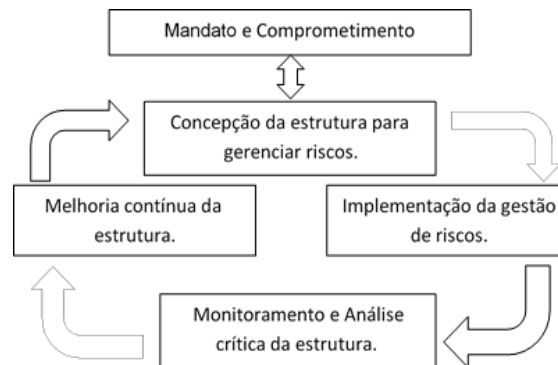 Mandato e Comprometimento
Concepção da estrutura para
gerenciar riscos.
Melhoria contínua da
estrutura.
Implementação da gestão
de riscos.
Monitoramento e Análise
crítica da estrutura.